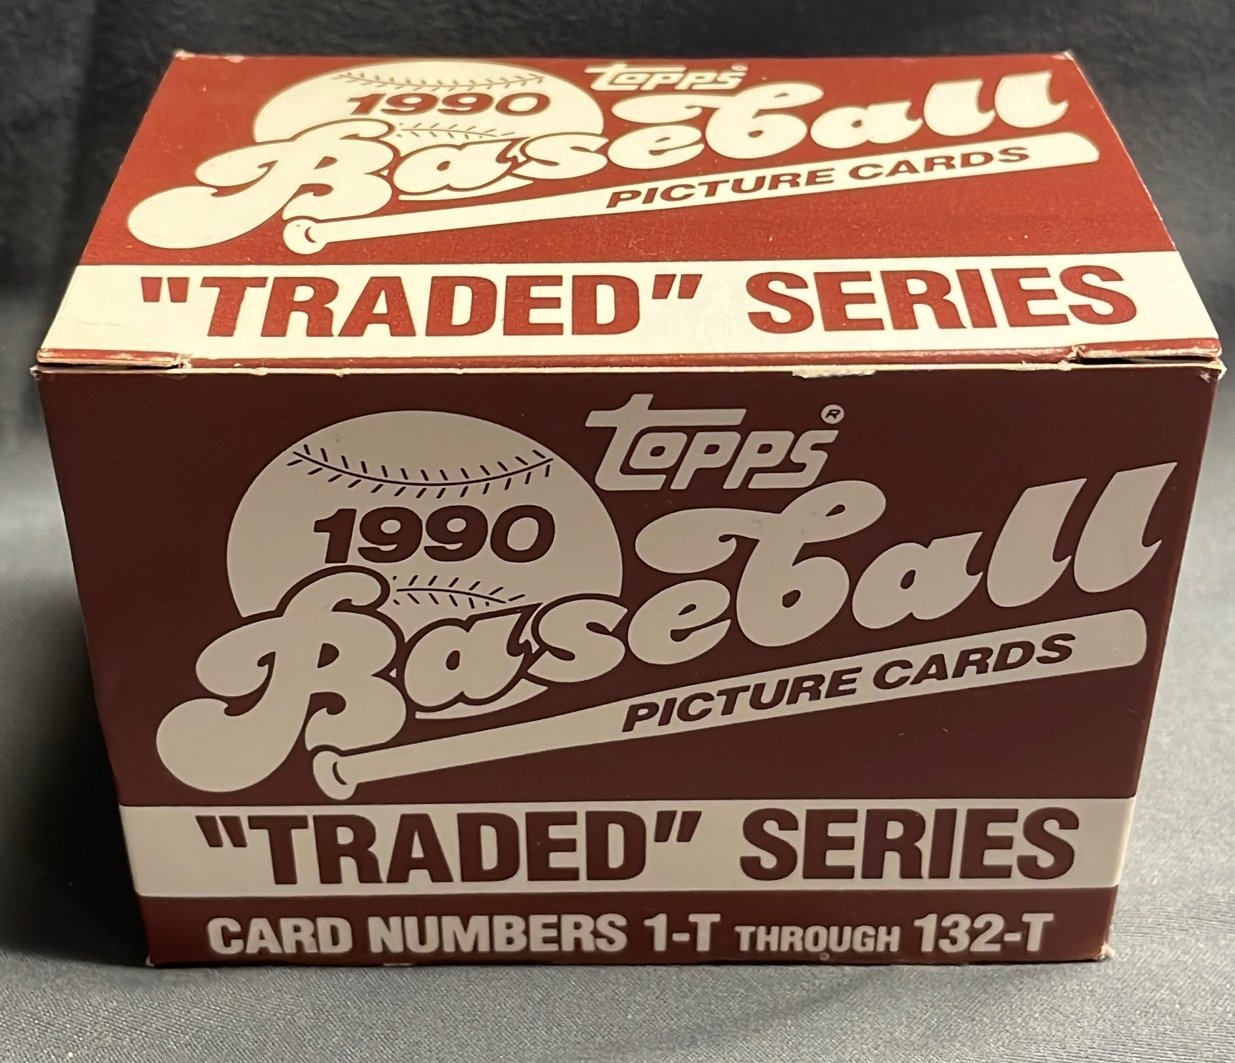 topps®
1990
Baseball
PICTURE CARDS
"TRADED" SERIES
topps®
1990
Baseball
PICTURE CARDS
"TRADED" SERIES
CARD NUMBERS 1-T THROUGH 132-T